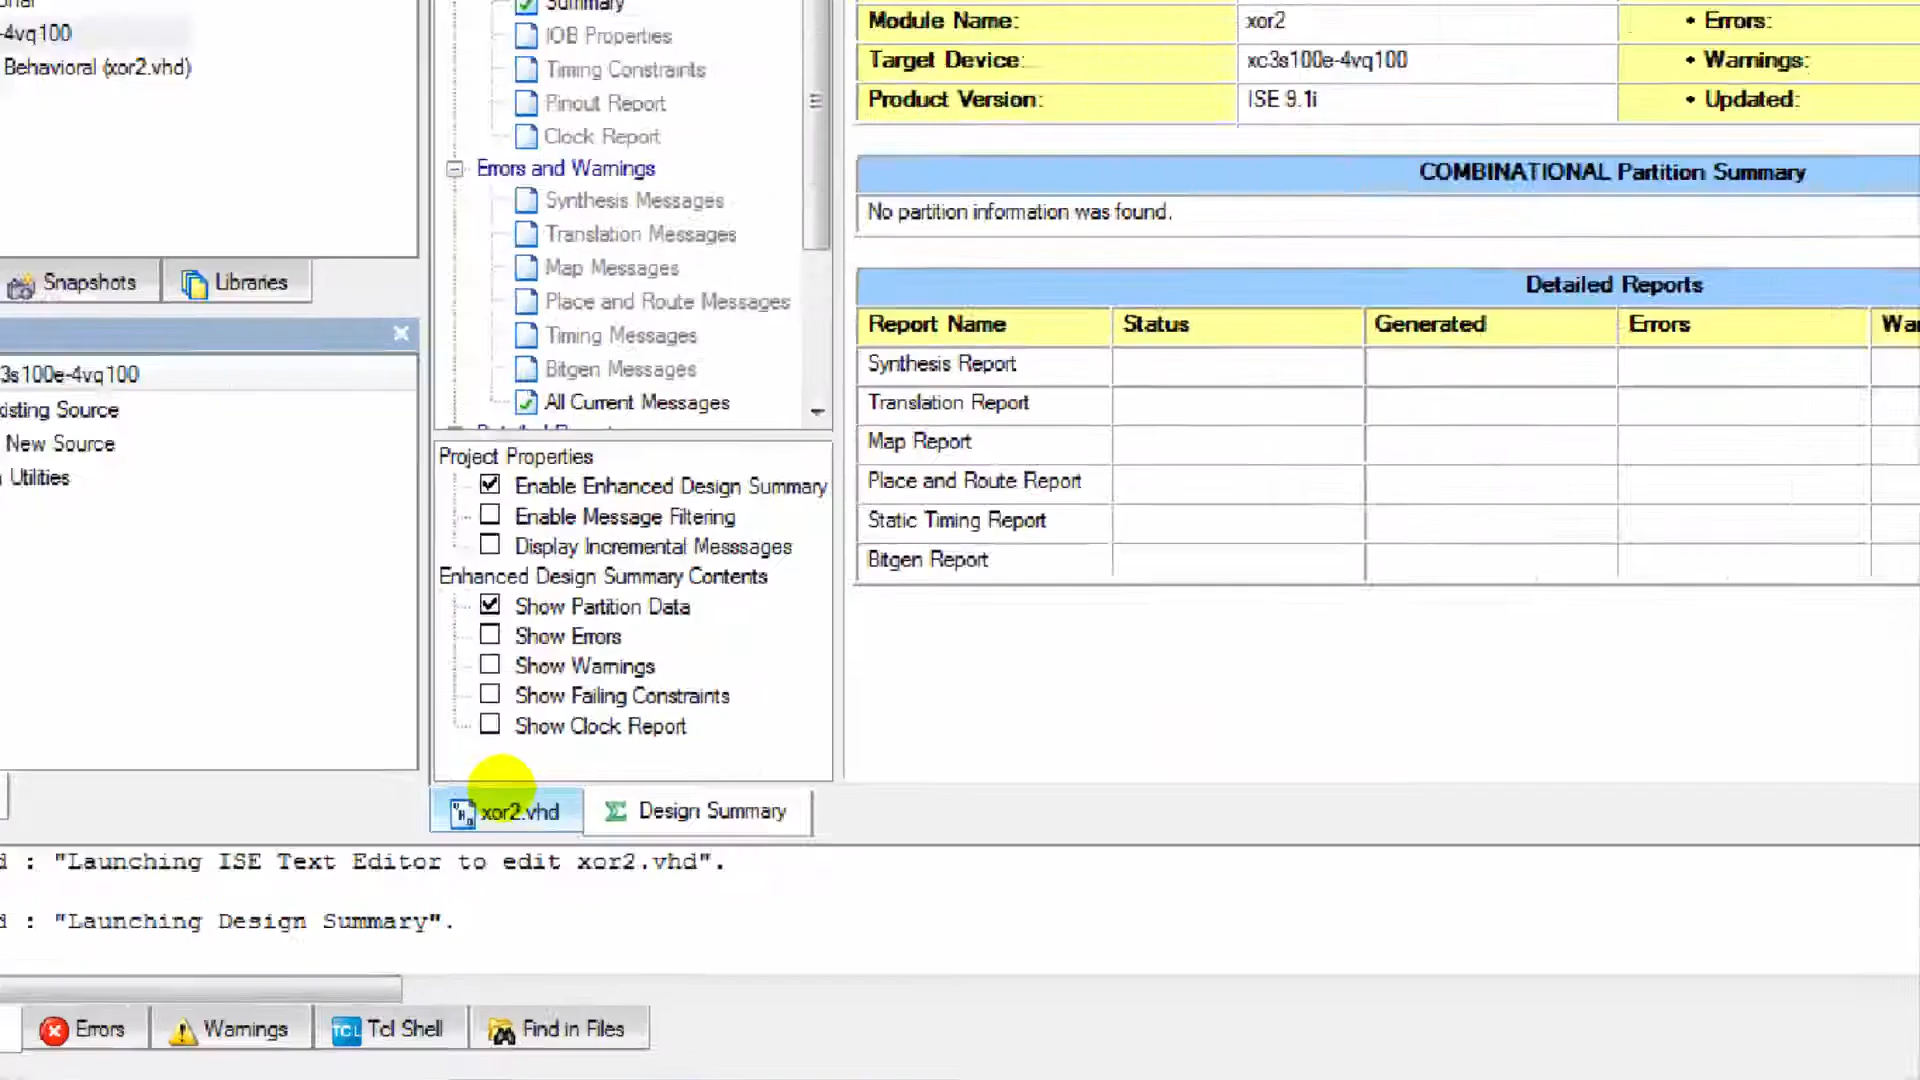 -4vq100
Behavioral (xor2.vhd)
Snapshots
Libraries
3s100e-4vq100
xisting Source
New Source
Utilities
Summary
IOB Properties
Timing Constraints
Pinout Report
Clock Report
Errors and Warnings
Synthesis Messages
Translation Messages
Map Messages
Place and Route Messages
Timing Messages
Bitgen Messages
All Current Messages
Project Properties
Enable Enhanced Design Summary
Enable Message Filtering
Display Incremental Messsages
Enhanced Design Summary Contents
Show Partition Data
Show Errors
Show Warnings
Show Failing Constraints
Show Clock Report
xor2.vhd
Design Summary
Module Name: xor2 • Errors:
Target Device: xc3s100e-4vq100 • Warnings:
Product Version: ISE 9.1i • Updated:
COMBINATIONAL Partition Summary
No partition information was found.
Detailed Reports
Report Name Status Generated Errors Wa
Synthesis Report
Translation Report
Map Report
Place and Route Report
Static Timing Report
Bitgen Report
d : "Launching ISE Text Editor to edit xor2.vhd".
d : "Launching Design Summary".
Errors
Warnings
TCL Tcl Shell
Find in Files